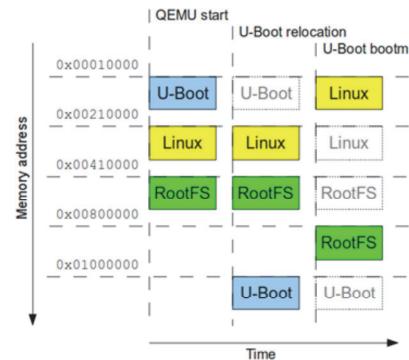 QEMU start
U-Boot relocation
U-Boot bootm
0x00010000
U-Boot U-Boot Linux
0x00210000
Linux Linux Linux
0x00410000
RootFS RootFS RootFS
0x00800000
RootFS
0x01000000
U-Boot U-Boot
Memory address
Time